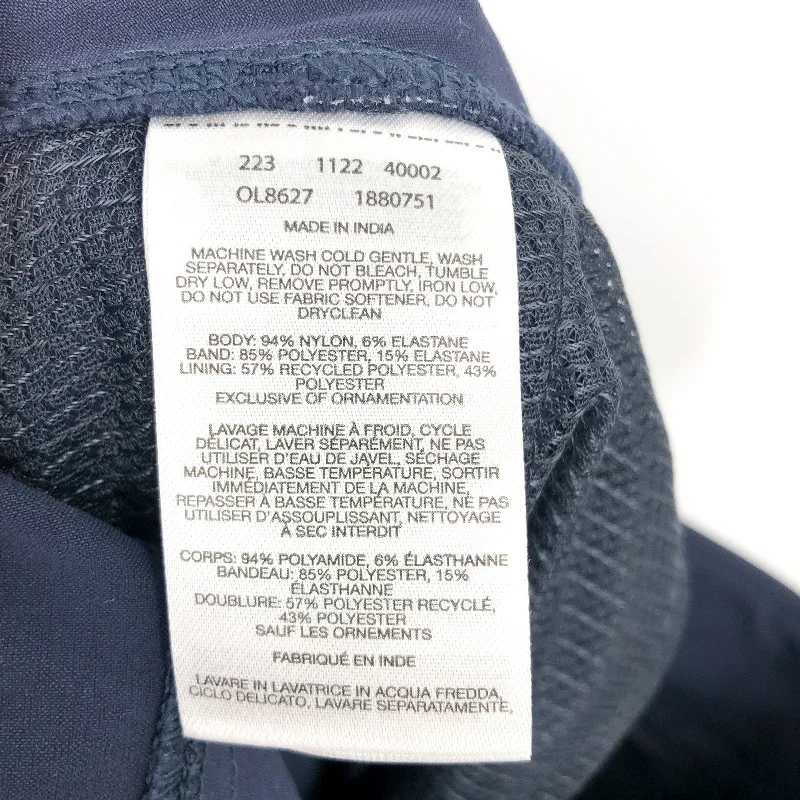 223 1122 40002
OL8627 1880751
MADE IN INDIA
MACHINE WASH COLD GENTLE, WASH
SEPARATELY, DO NOT BLEACH, TUMBLE
DRY LOW, REMOVE PROMPTLY, IRON LOW,
DO NOT USE FABRIC SOFTENER, DO NOT
DRYCLEAN
BODY: 94% NYLON, 6% ELASTANE
BAND: 85% POLYESTER, 15% ELASTANE
LINING: 57% RECYCLED POLYESTER, 43%
POLYESTER
EXCLUSIVE OF ORNAMENTATION
LAVAGE MACHINE À FROID, CYCLE
DÉLICAT, LAVER SÉPARÉMENT, NE PAS
UTILISER D'EAU DE JAVEL, SÉCHAGE
MACHINE, BASSE TEMPÉRATURE, SORTIR
IMMÉDIATEMENT DE LA MACHINE,
REPASSER À BASSE TEMPÉRATURE, NE PAS
UTILISER D'ASSOUPLISSANT, NETTOYAGE
À SEC INTERDIT
CORPS: 94% POLYAMIDE, 6% ÉLASTHANNE
BANDEAU: 85% POLYESTER, 15%
ÉLASTHANNE
DOUBLURE: 57% POLYESTER RECYCLÉ,
43% POLYESTER
SAUF LES ORNEMENTS
FABRIQUÉ EN INDE
LAVARE IN LAVATRICE IN ACQUA FREDDA,
CICLO DELICATO, LAVARE SEPARATAMENTE,